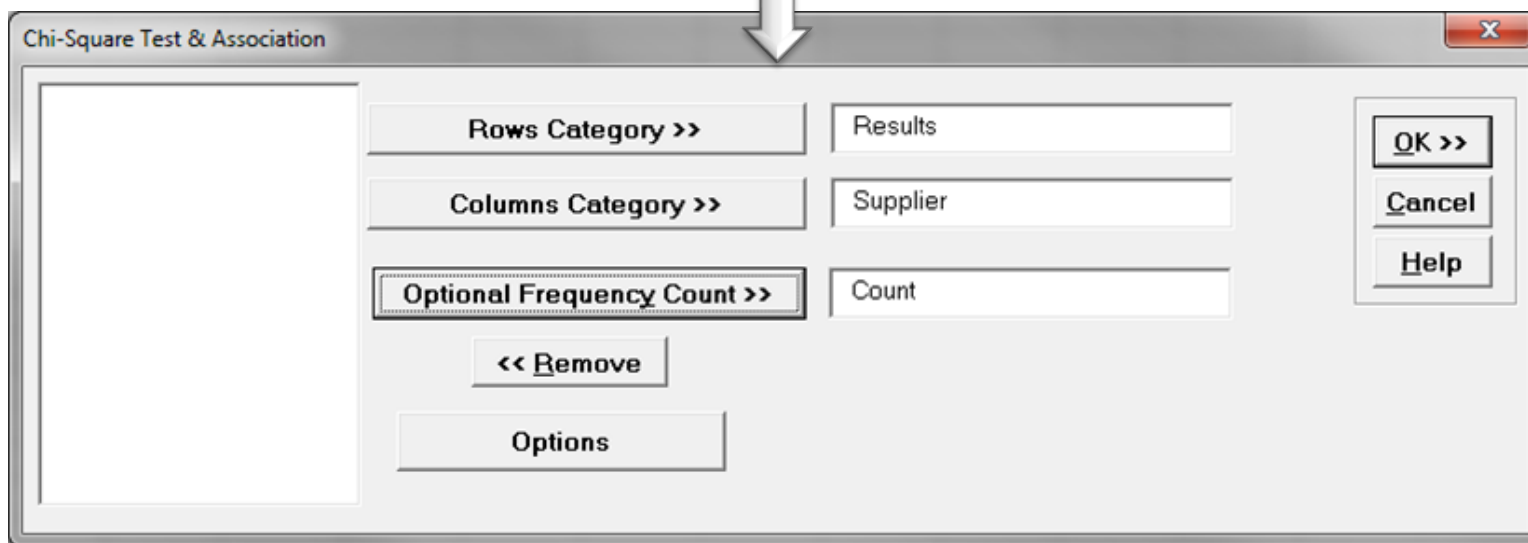 Chi-Square Test & Association
Rows Category >>
Results
OK >>
Columns Category >>
Supplier
Cancel
Optional Frequency Count >>
Count
Help
<< Remove
Options